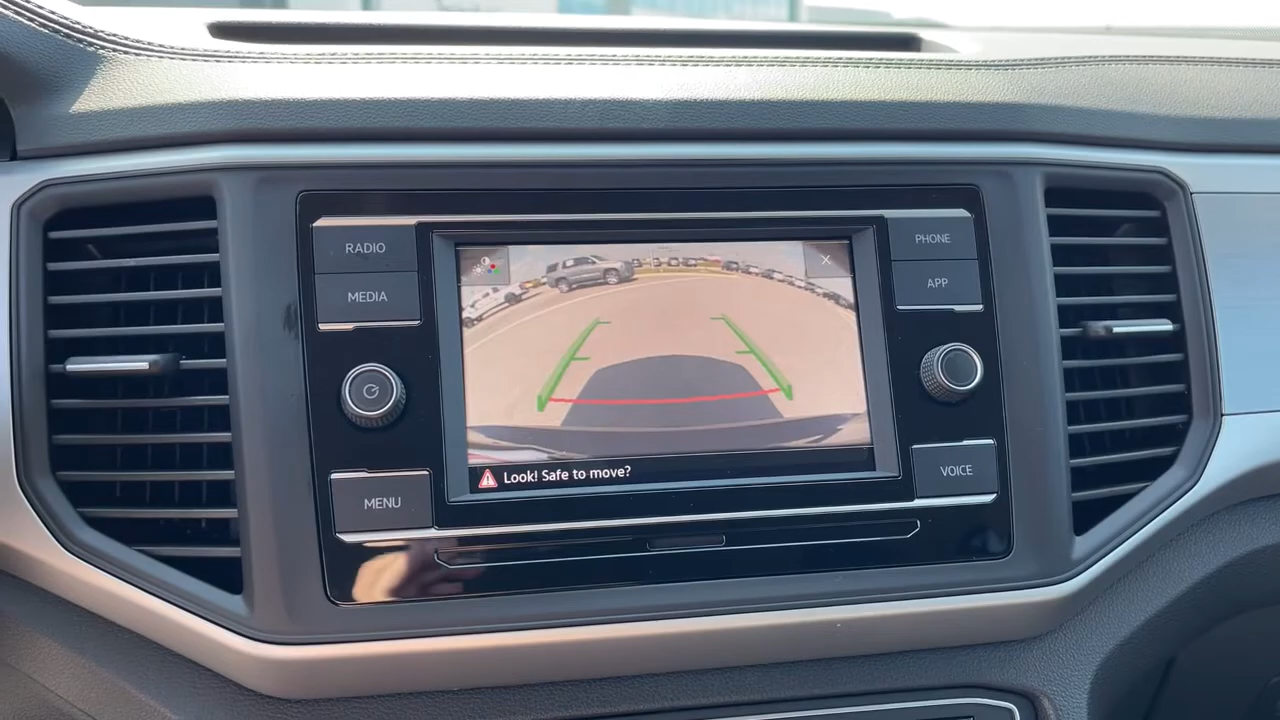 RADIO
MEDIA
MENU
PHONE
APP
VOICE
Look! Safe to move?